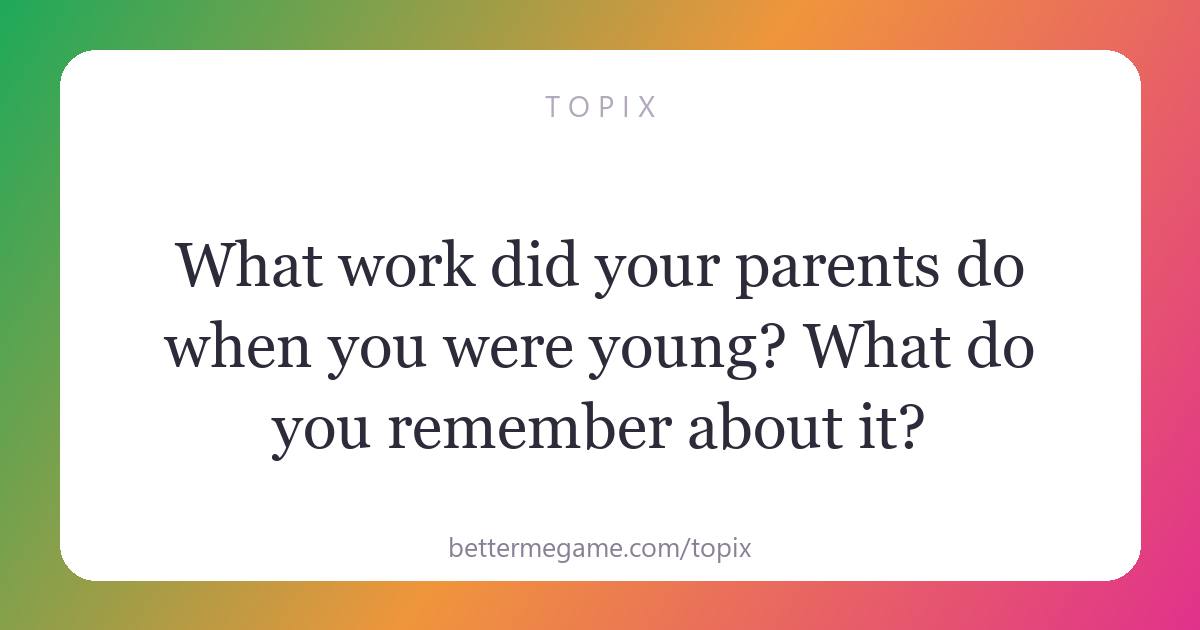 TOPIX
What work did your parents do
when you were young? What do
you remember about it?
bettermegame.com/topix